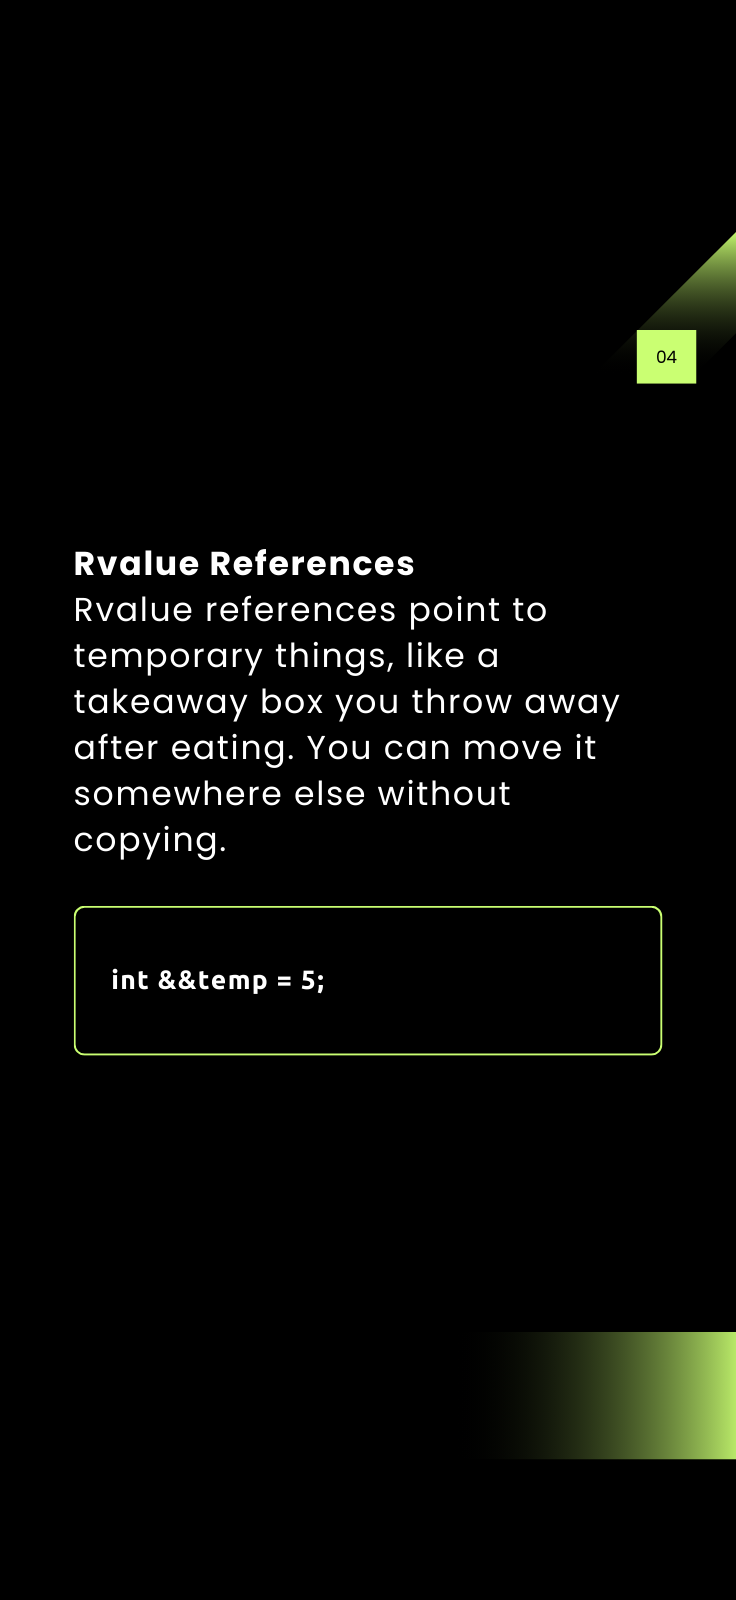 04
Rvalue References
Rvalue references point to
temporary things, like a
takeaway box you throw away
after eating. You can move it
somewhere else without
copying.
int &&temp = 5;